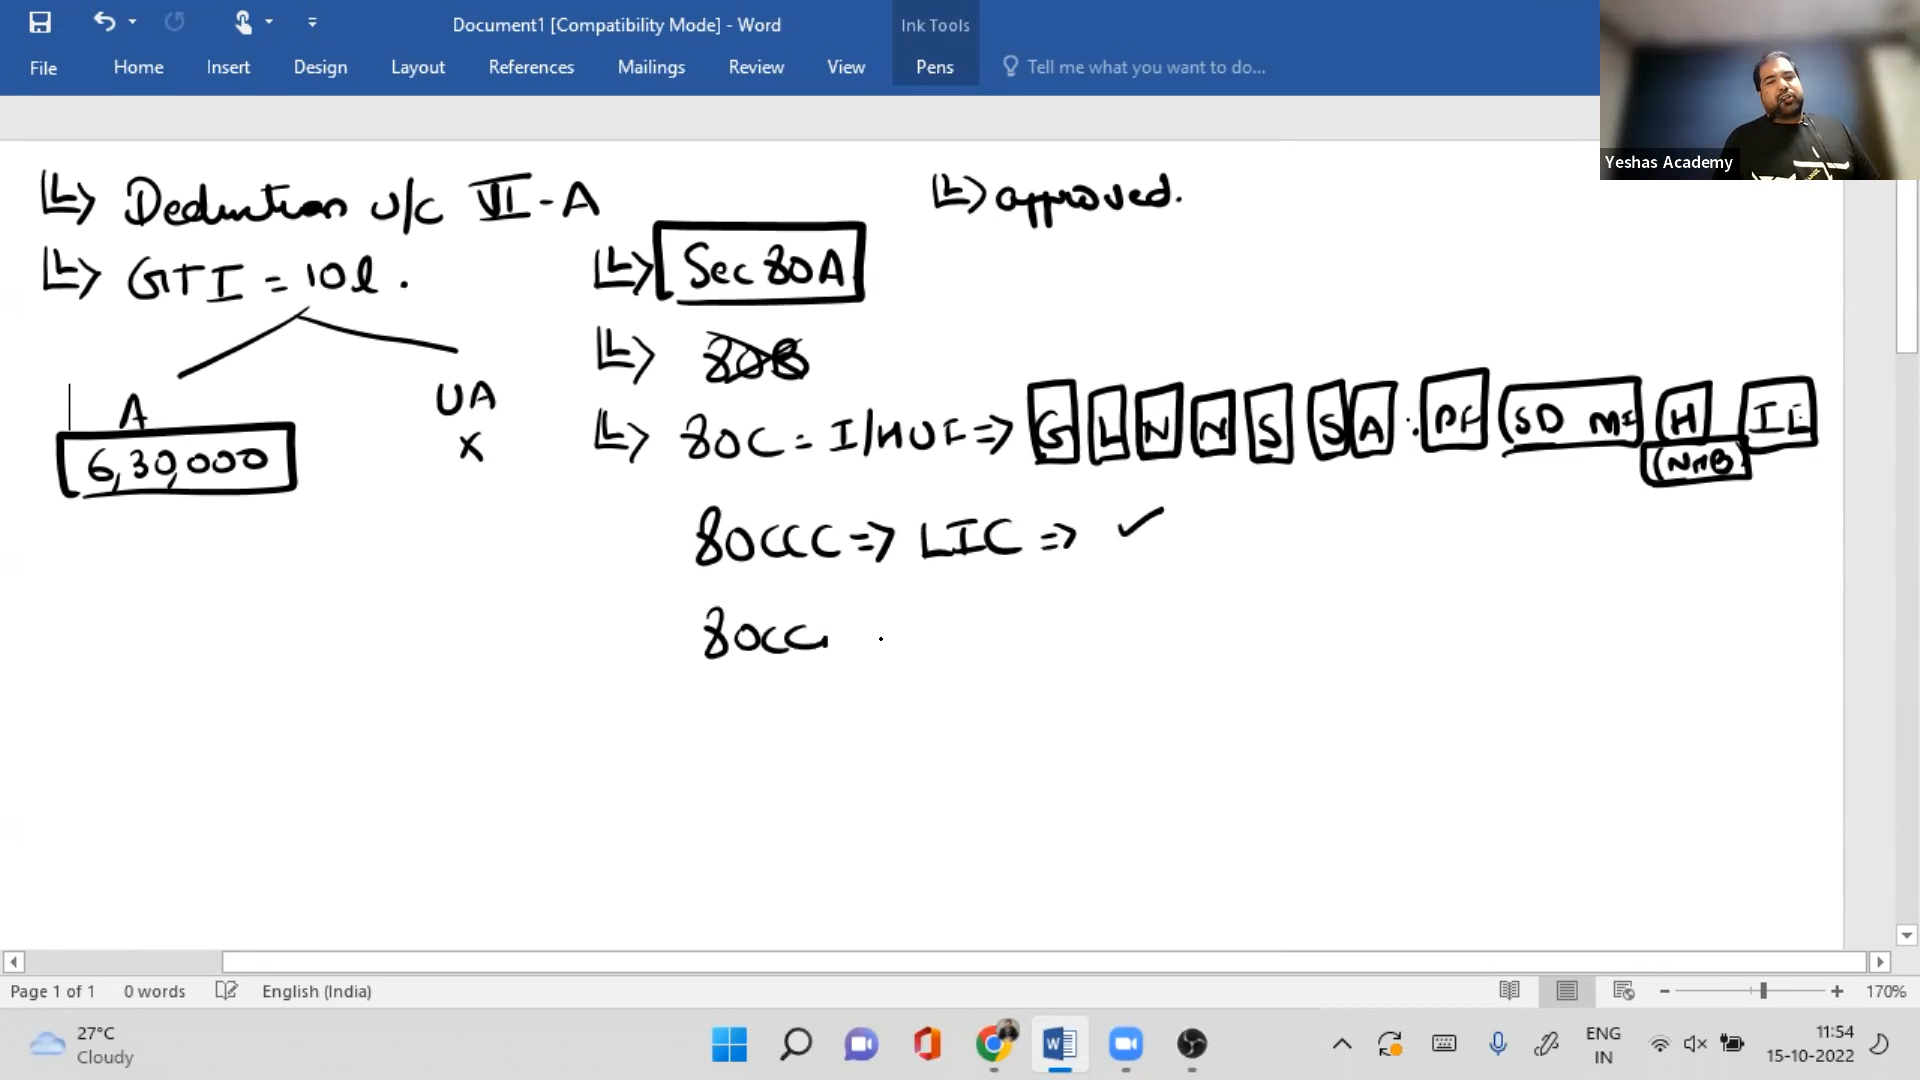 Document1 [Compatibility Mode] - Word
Ink Tools
File
Home
Insert
Design
Layout
References
Mailings
Review
View
Pens
Tell me what you want to do...
Yeshas Academy
Deduction u/c VI-A
approved.
GTI = 10l.
Sec 80A
80B
A
UA
6,30,000
X
80C = I/HUF => G L N N S S A. PF (SD MI) H IE
(NHB)
80CCC => LIC => ✓
80CC
Page 1 of 1
0 words
English (India)
170%
27°C
Cloudy
ENG
IN
11:54
15-10-2022